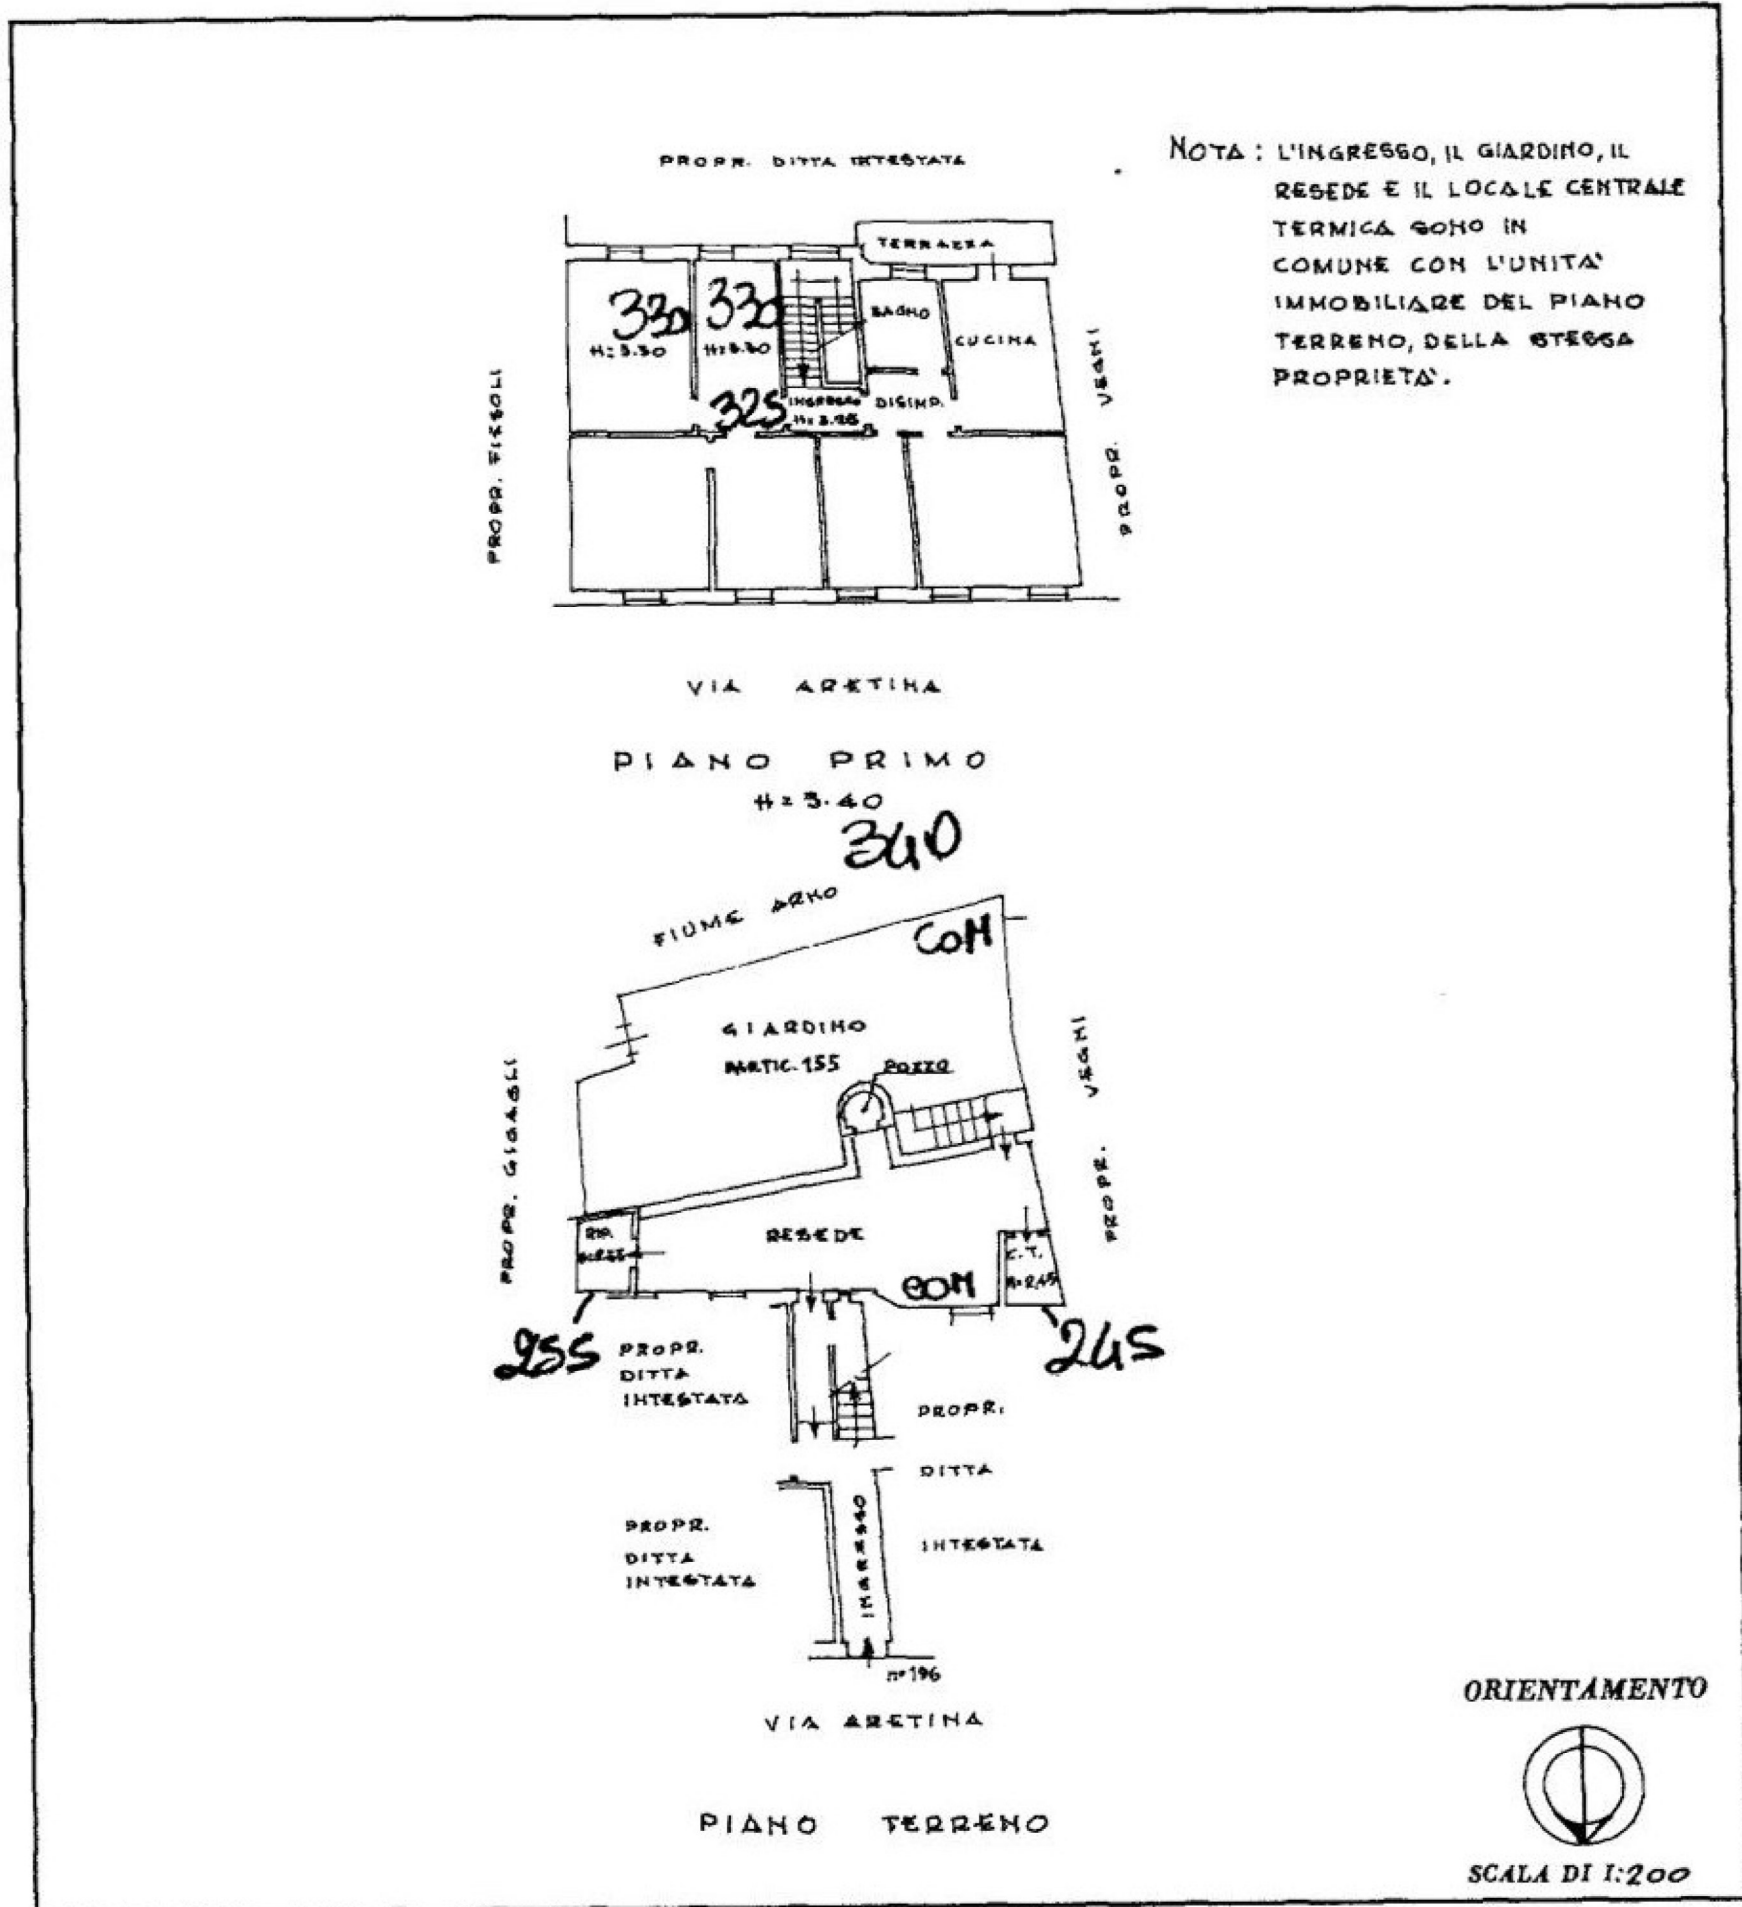 PROPR. DITTA INTESTATA
NOTA: L'INGRESSO, IL GIARDINO, IL
RESEDE E IL LOCALE CENTRALE
TERMICA SONO IN
COMUNE CON L'UNITA'
IMMOBILIARE DEL PIANO
TERRENO, DELLA STESSA
PROPRIETA'.
TERRAZZA
330
330
BAGNO
H=3.30
H=3.30
CUCINA
325
INGRESSO
DISIMP.
PROPR. FIESOLI
PROPR. VEGNI
VIA ARETINA
PIANO PRIMO
H=3.40
340
FIUME ARNO
COM
GIARDINO
PARTIC. 155
POZZO
PROPR. GIGAGLI
PROPR. VEGNI
RIP.
RESEDE
C.T.
H=2,45
COM
255
245
PROPR.
DITTA
INTESTATA
PROPR.
DITTA
INTESTATA
PROPR.
DITTA
INTESTATA
INGRESSO
n° 196
VIA ARETINA
PIANO TERRENO
ORIENTAMENTO
SCALA DI 1:200